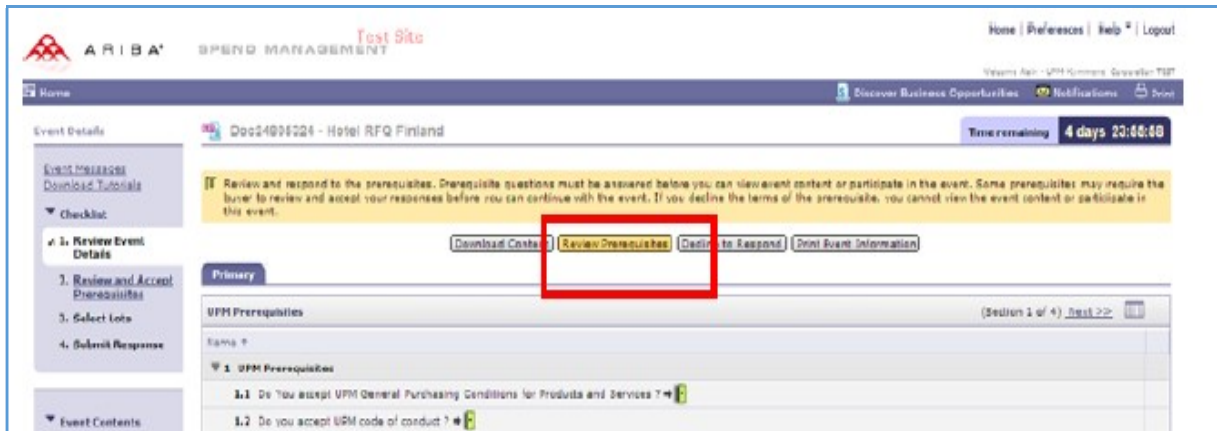 Test Site
ARIBA SPEND MANAGEMENT
Home | Preferences | Help | Logout
Home
Discover Business Opportunities Notifications Print
Event Details
Doc34895324 - Hotel RFQ Finland
Time remaining 4 days 23:58:58
Event Messages
Download Tutorials
Review and respond to the prerequisites. Prerequisite questions must be answered before you can view event content or participate in the event. Some prerequisites may require the
buyer to review and accept your responses before you can continue with the event. If you decline the terms of the prerequisite, you cannot view the event content or participate in
this event.
Checklist
1. Review Event
Details
Download Content Review Prerequisites Decline to Respond Print Event Information
2. Review and Accept
Prerequisites
Primary
3. Select Lots
UPM Prerequisites (Section 1 of 4) Next >>
4. Submit Response
Name ↑
1 UPM Prerequisites
1.1 Do You accept UPM General Purchasing Conditions for Products and Services ?
Event Contents
1.2 Do you accept UPM code of conduct ?